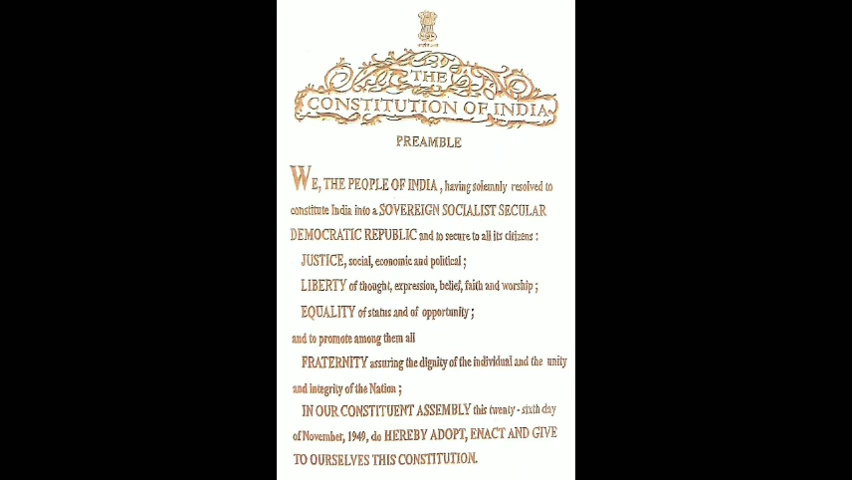 THE
CONSTITUTION OF INDIA
PREAMBLE
WE, THE PEOPLE OF INDIA, having solemnly resolved to
constitute India into a SOVEREIGN SOCIALIST SECULAR
DEMOCRATIC REPUBLIC and to secure to all its citizens :
JUSTICE, social, economic and political ;
LIBERTY of thought, expression, belief, faith and worship ;
EQUALITY of status and of opportunity ;
and to promote among them all
FRATERNITY assuring the dignity of the individual and the unity
and integrity of the Nation ;
IN OUR CONSTITUENT ASSEMBLY this twenty - sixth day
of November, 1949, do HEREBY ADOPT, ENACT AND GIVE
TO OURSELVES THIS CONSTITUTION.